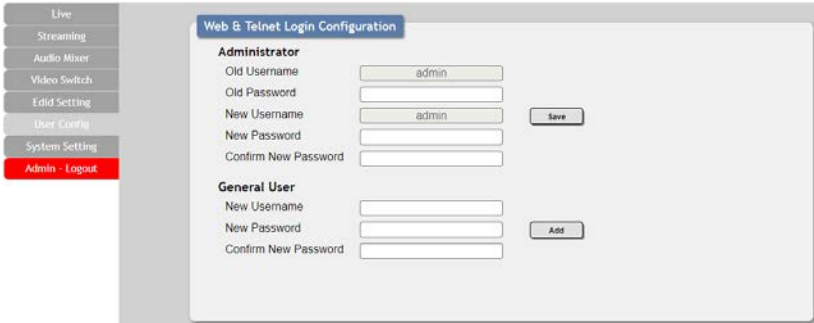 Live
Streaming
Audio Mixer
Video Switch
Edid Setting
User Config
System Setting
Admin - Logout
Web & Telnet Login Configuration
Administrator
Old Username admin
Old Password
New Username admin Save
New Password
Confirm New Password
General User
New Username
New Password Add
Confirm New Password